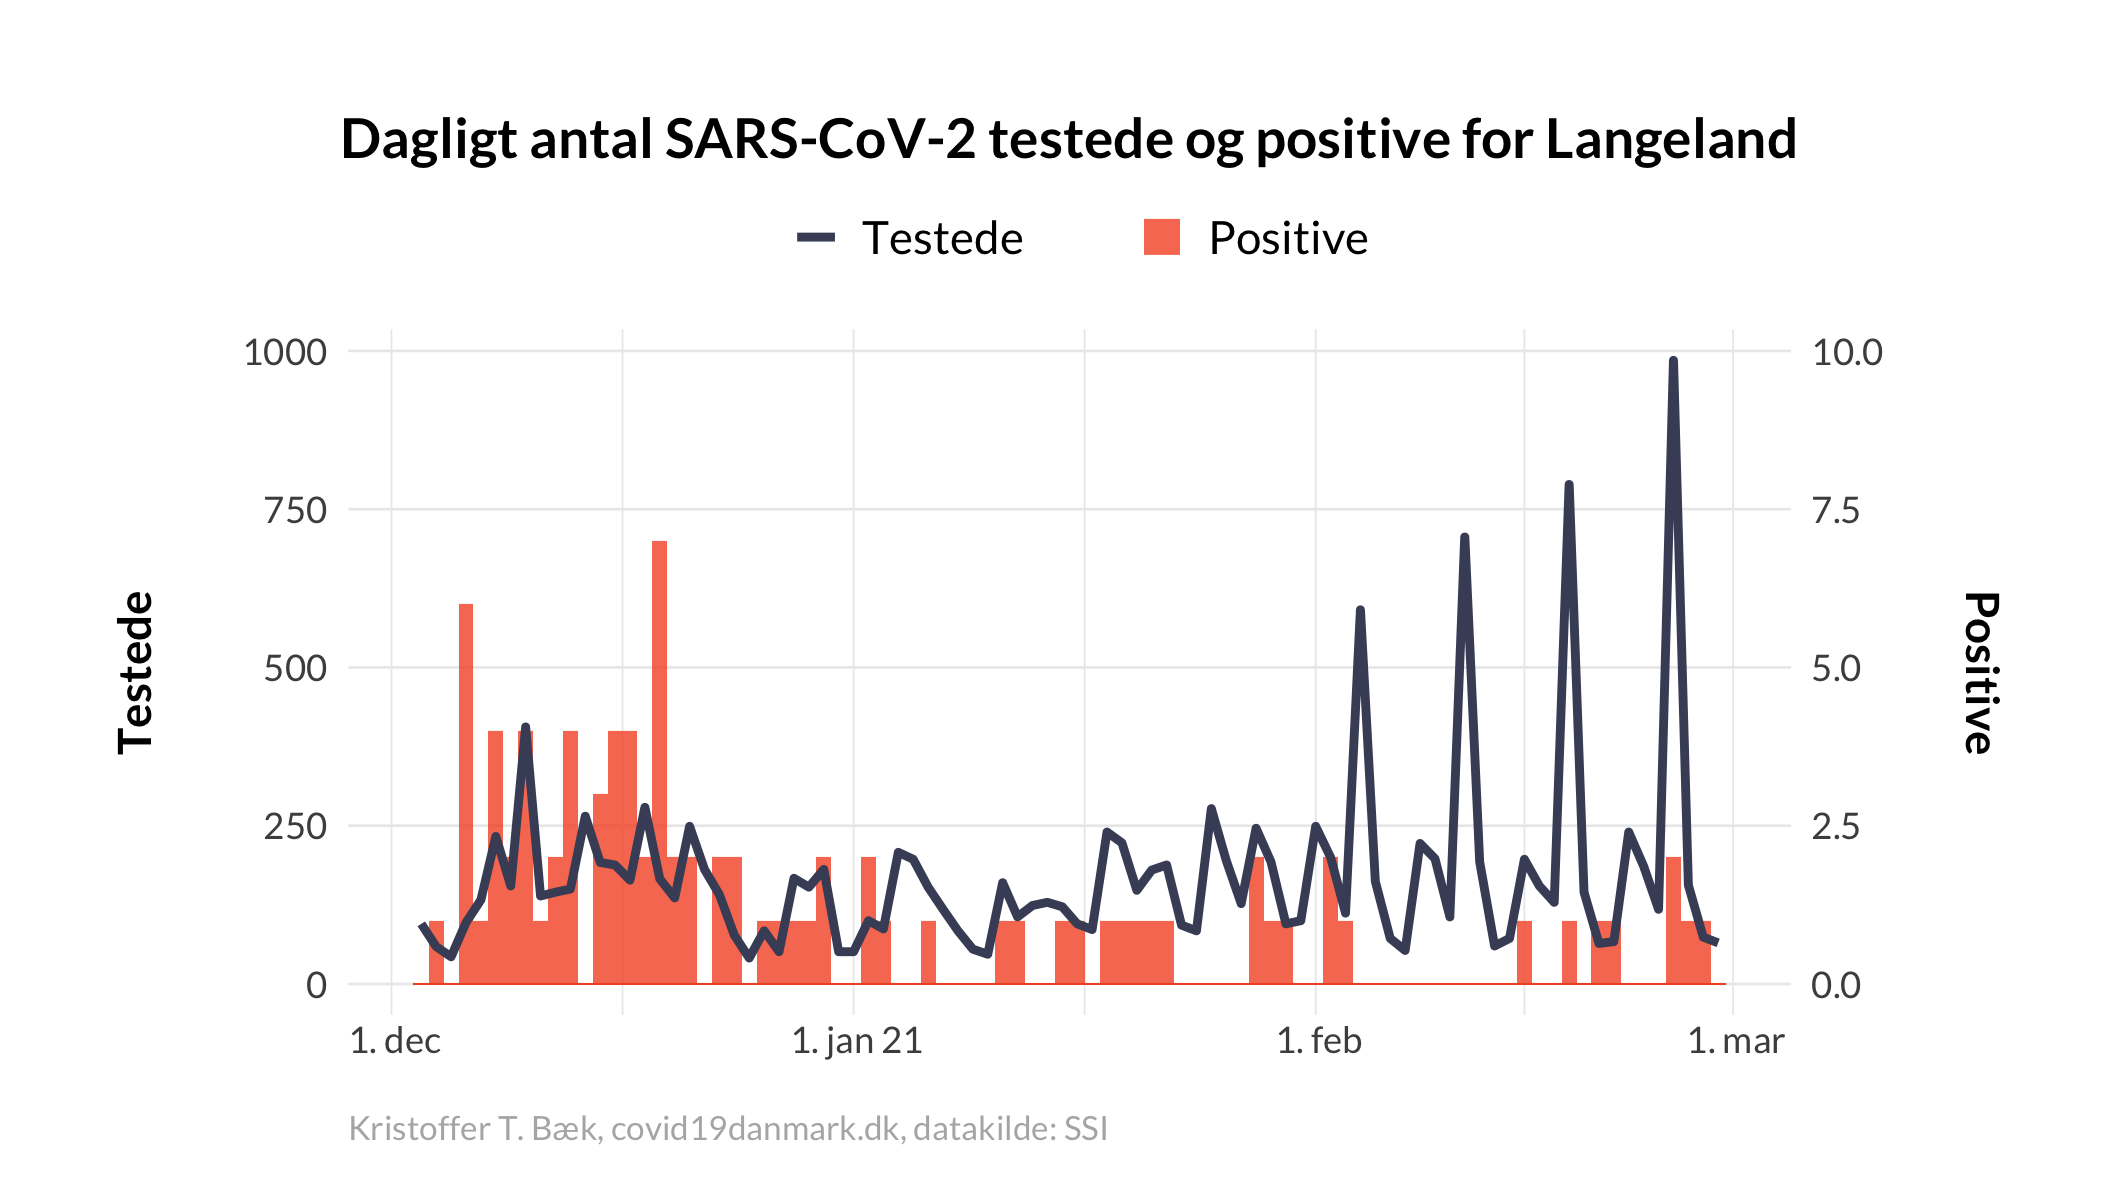 Dagligt antal SARS-CoV-2 testede og positive for Langeland
Testede Positive
1000 10.0
750 7.5
500 5.0
250 2.5
0 0.0
Testede
Positive
1. dec 1. jan 21 1. feb 1. mar
Kristoffer T. Bæk, covid19danmark.dk, datakilde: SSI